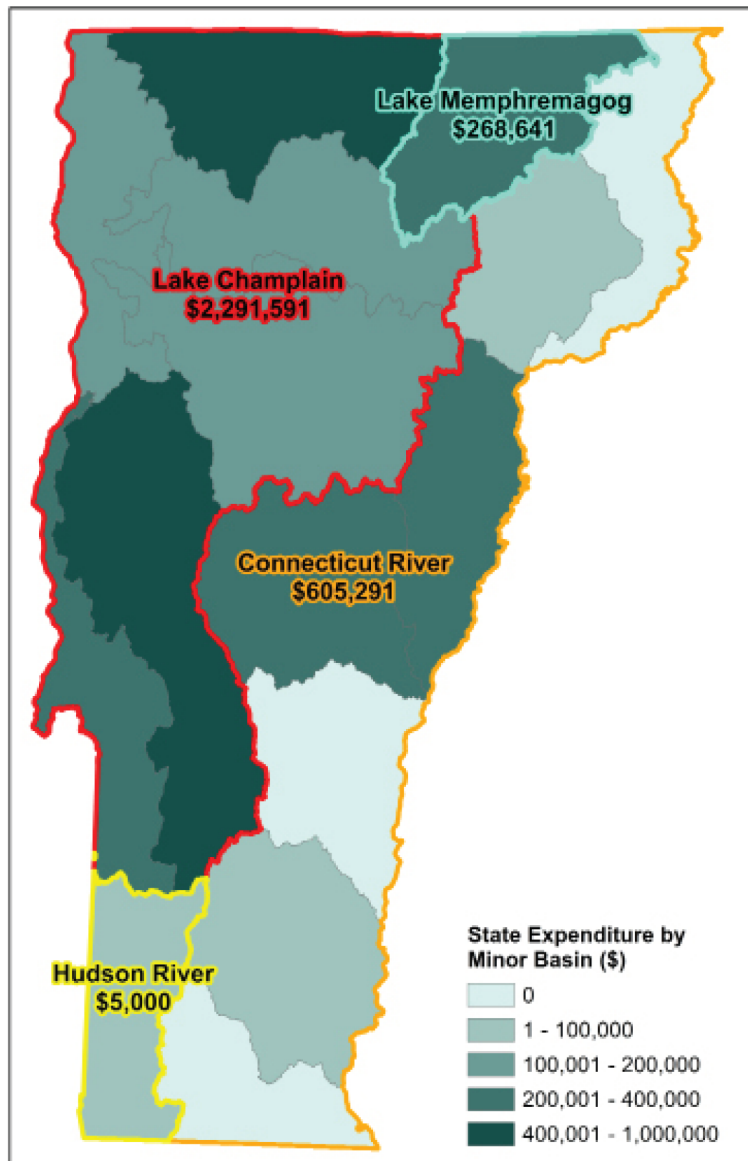 Lake Memphremagog
$268,641
Lake Champlain
$2,291,591
Connecticut River
$605,291
Hudson River
$5,000
State Expenditure by
Minor Basin ($)
0
1 - 100,000
100,001 - 200,000
200,001 - 400,000
400,001 - 1,000,000